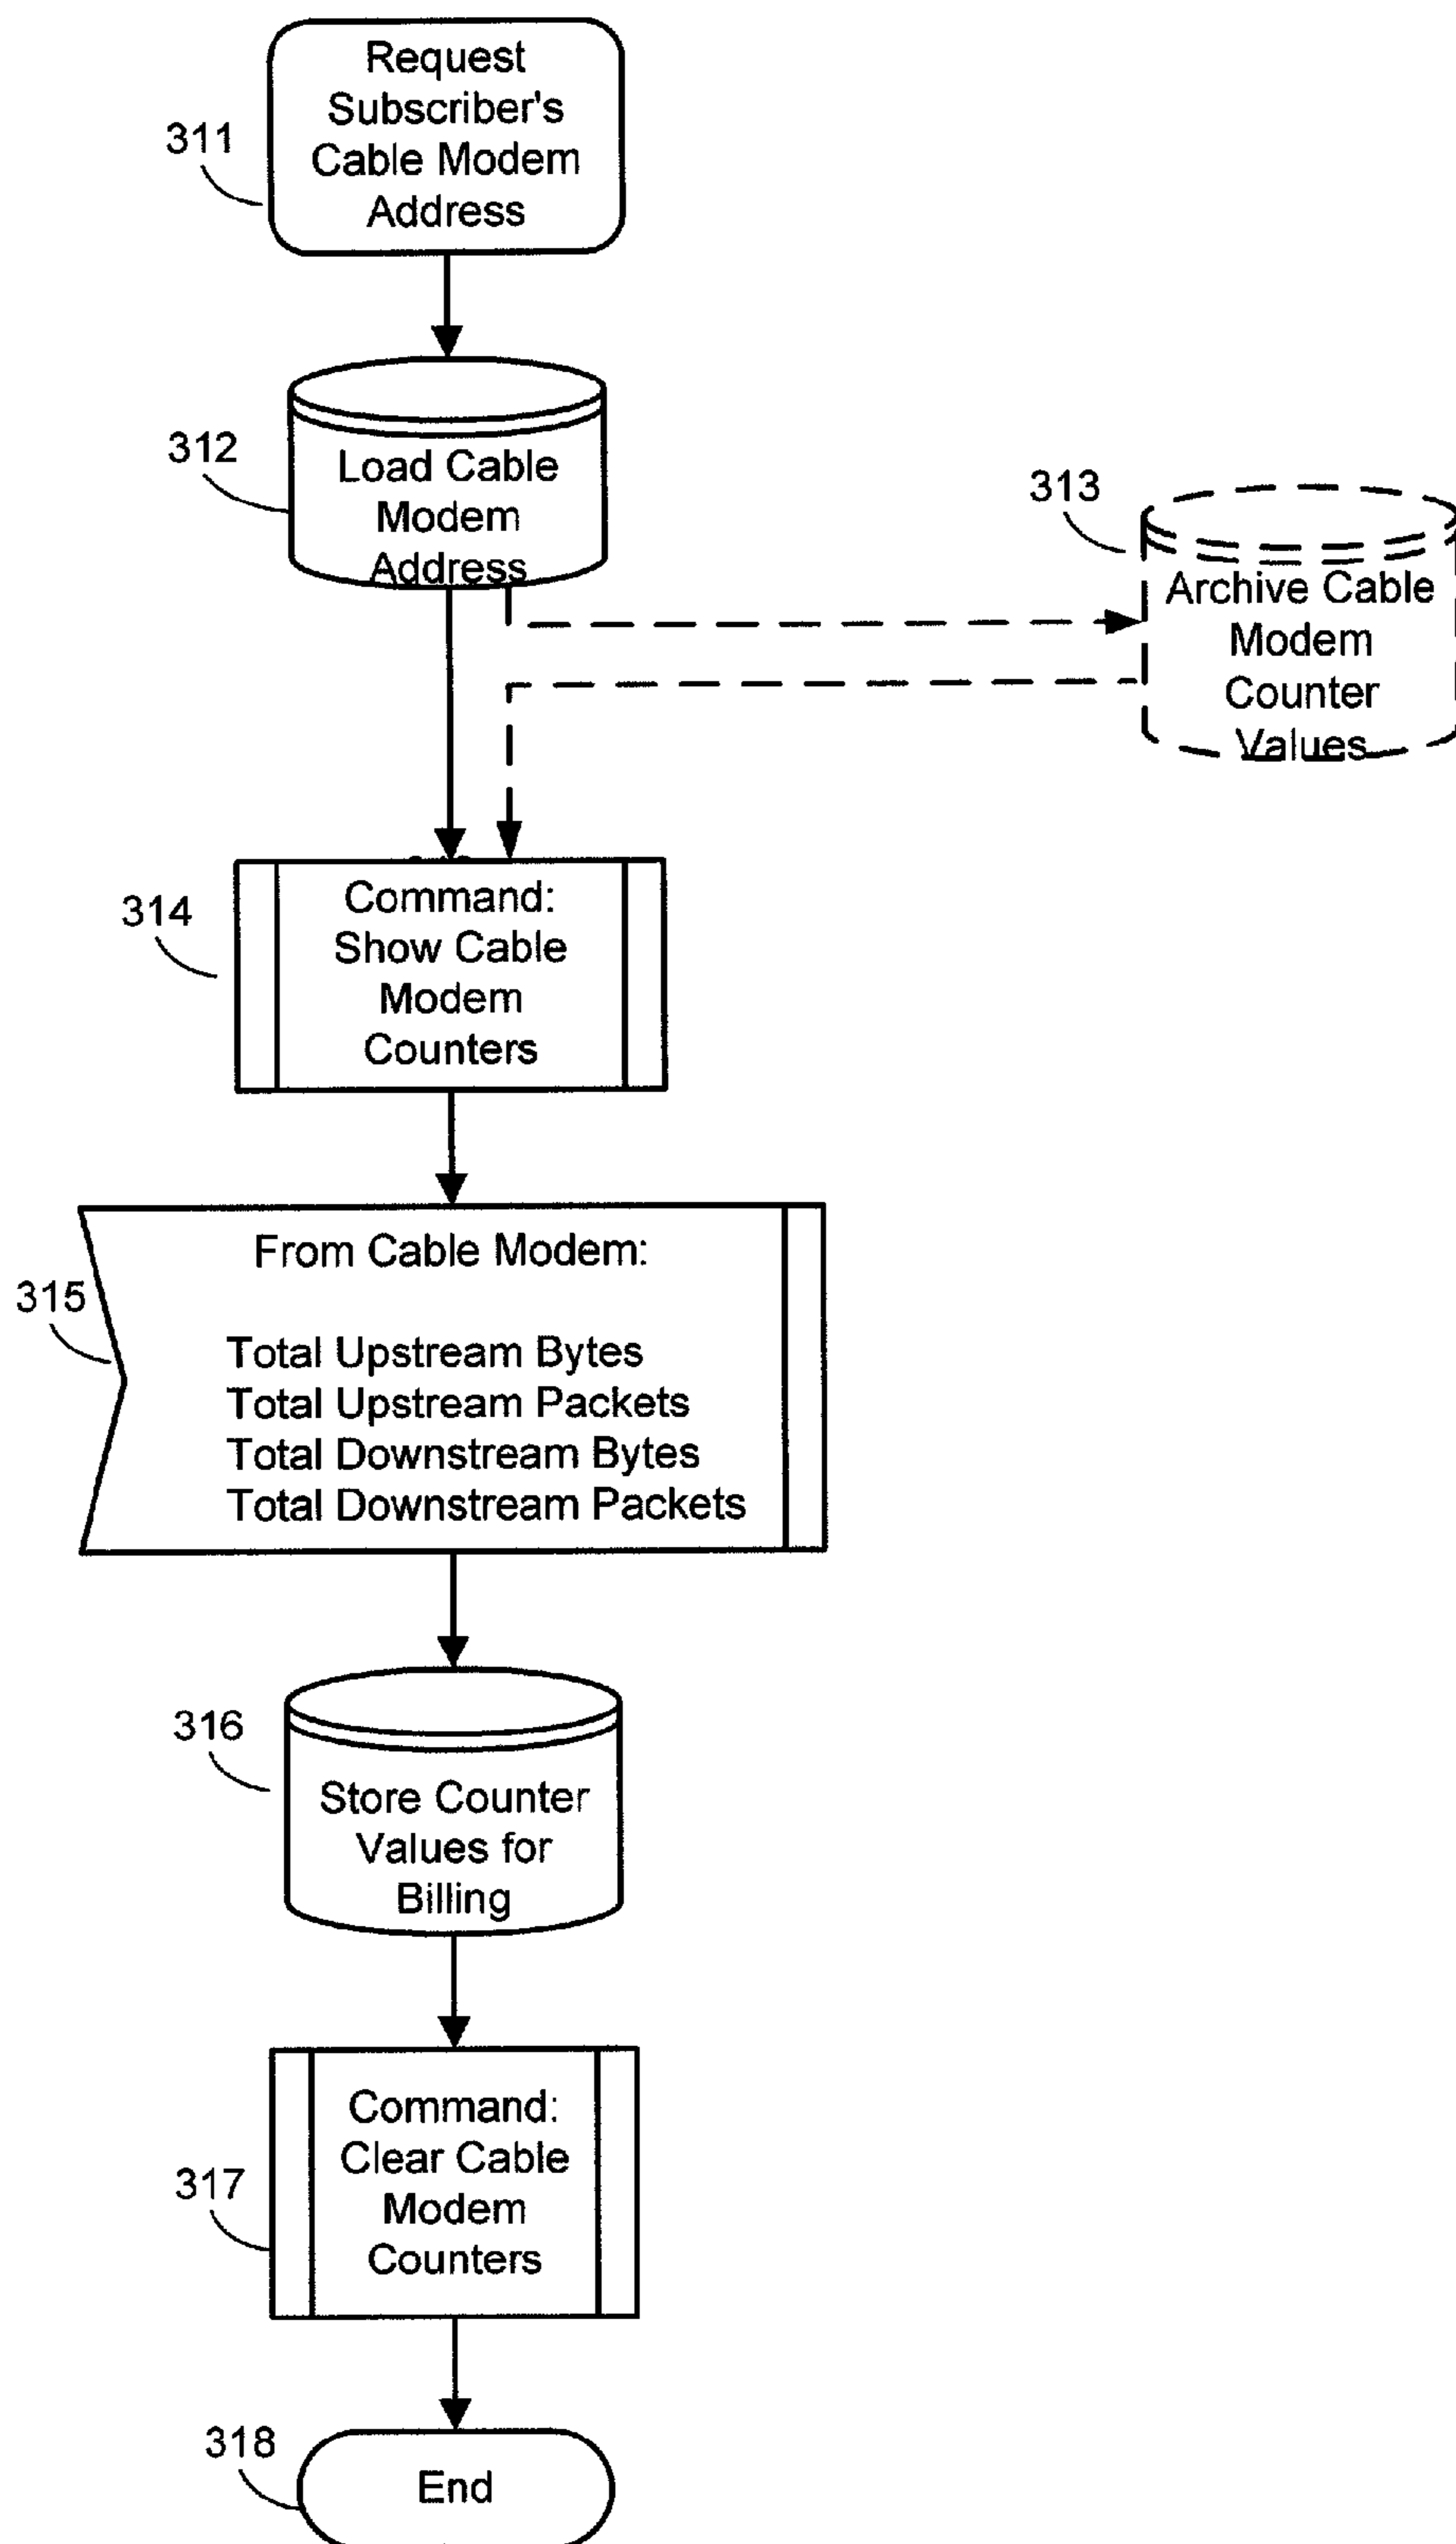 311
Request
Subscriber's
Cable Modem
Address
312
Load Cable
Modem
Address
313
Archive Cable
Modem
Counter
Values
314
Command:
Show Cable
Modem
Counters
315
From Cable Modem:
Total Upstream Bytes
Total Upstream Packets
Total Downstream Bytes
Total Downstream Packets
316
Store Counter
Values for
Billing
317
Command:
Clear Cable
Modem
Counters
318
End